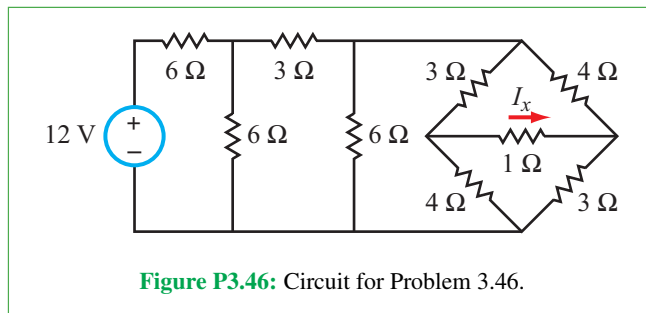 6 Ω 3 Ω
3 Ω 4 Ω
I_x
12 V + − 6 Ω 6 Ω
1 Ω
4 Ω 3 Ω
Figure P3.46: Circuit for Problem 3.46.